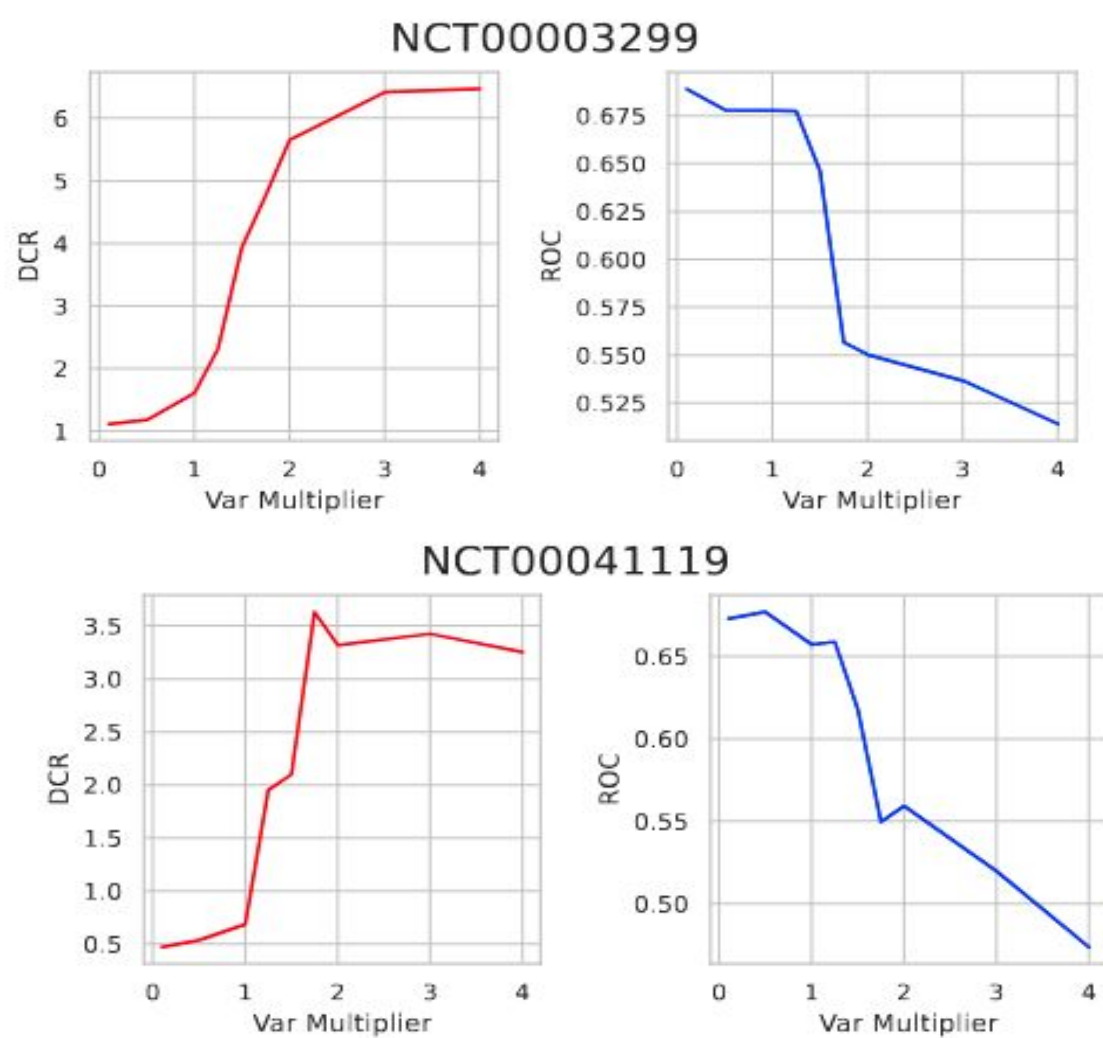 NCT00003299
6
5
4
3
2
1
DCR
0 1 2 3 4
Var Multiplier
0.675
0.650
0.625
0.600
0.575
0.550
0.525
ROC
0 1 2 3 4
Var Multiplier
NCT00041119
3.5
3.0
2.5
2.0
1.5
1.0
0.5
DCR
0 1 2 3 4
Var Multiplier
0.65
0.60
0.55
0.50
ROC
0 1 2 3 4
Var Multiplier